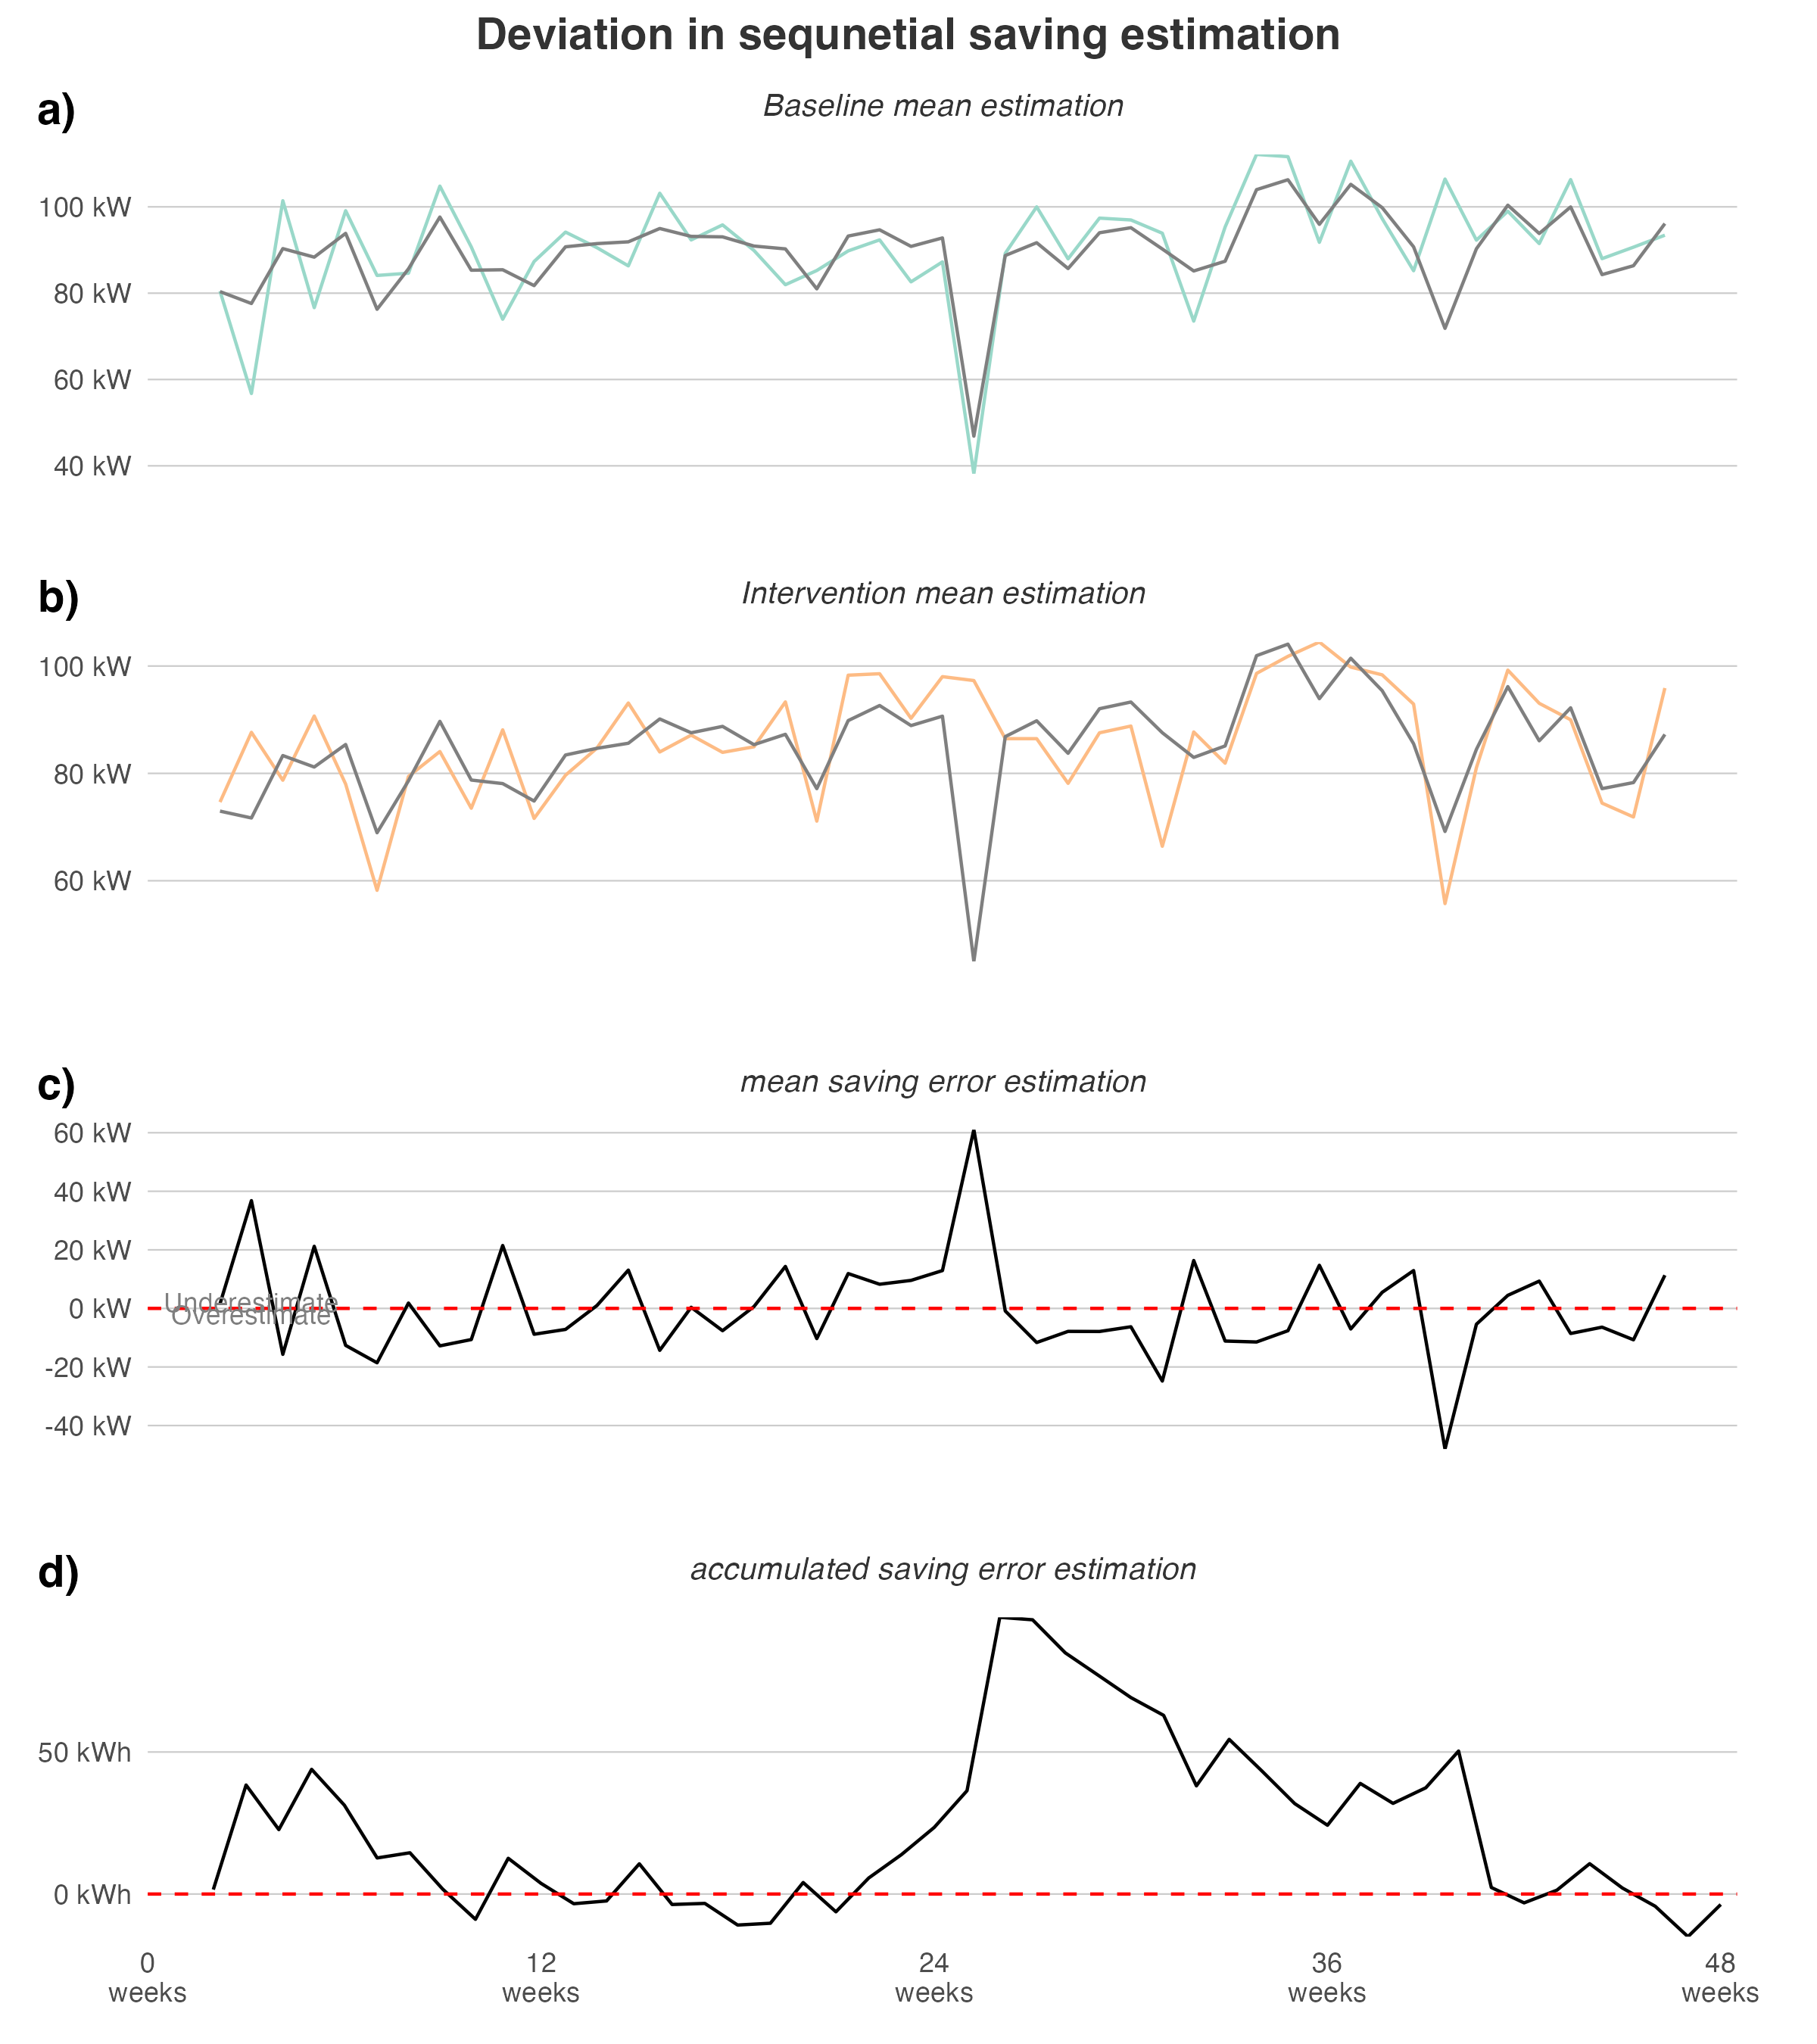 Deviation in sequnetial saving estimation
a)
Baseline mean estimation
100 kW
80 kW
60 kW
40 kW
b)
Intervention mean estimation
100 kW
80 kW
60 kW
c)
mean saving error estimation
60 kW
40 kW
20 kW
Underestimate
0 kW
Overestimate
-20 kW
-40 kW
d)
accumulated saving error estimation
50 kWh
0 kWh
0 12 24 36 48
weeks weeks weeks weeks weeks